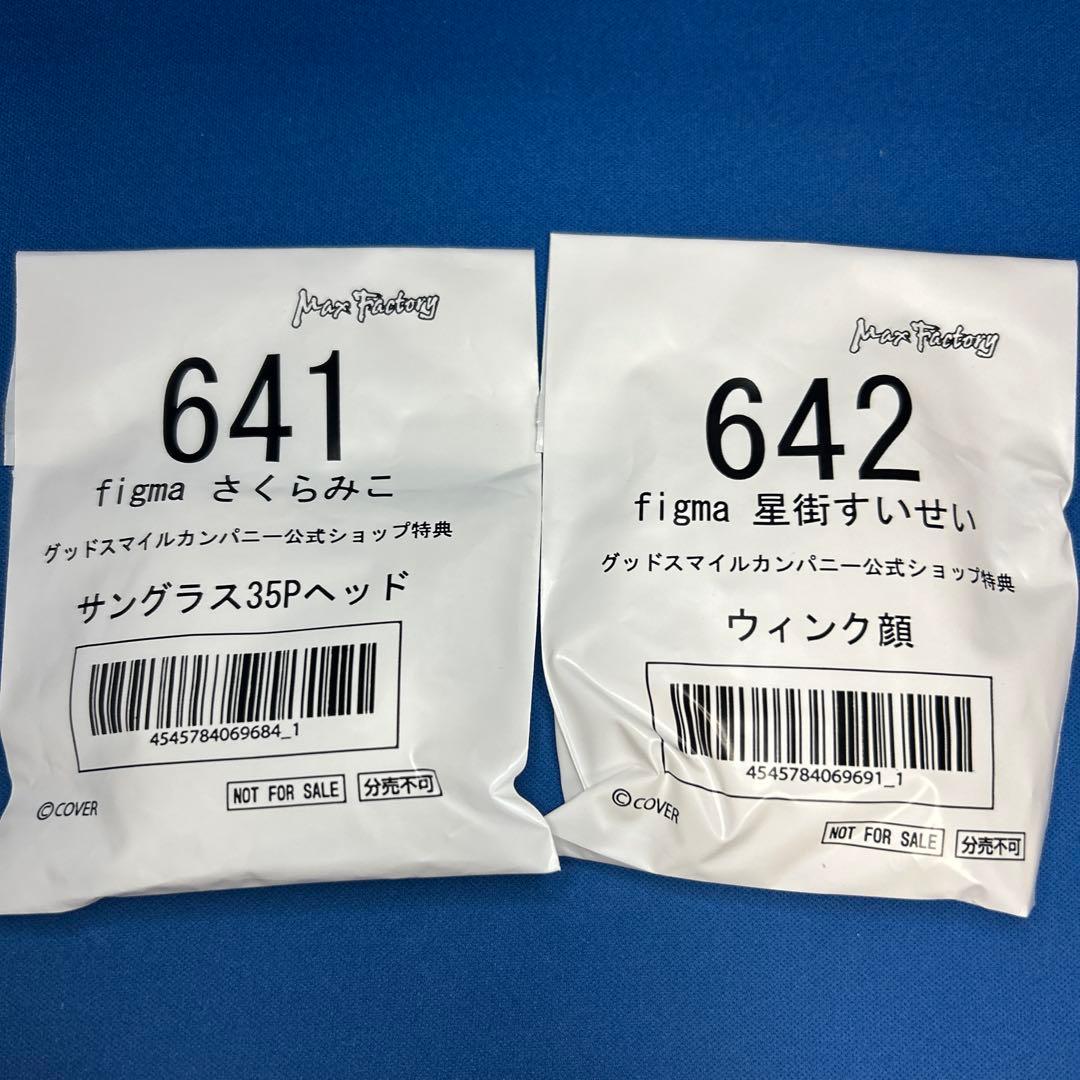 Max Factory
641
figma さくらみこ
グッドスマイルカンパニー公式ショップ特典
サングラス35Pヘッド
4545784069684_1
NOT FOR SALE 分売不可
©COVER
Max Factory
642
figma 星街すいせい
グッドスマイルカンパニー公式ショップ特典
ウィンク顔
4545784069691_1
©COVER
NOT FOR SALE 分売不可